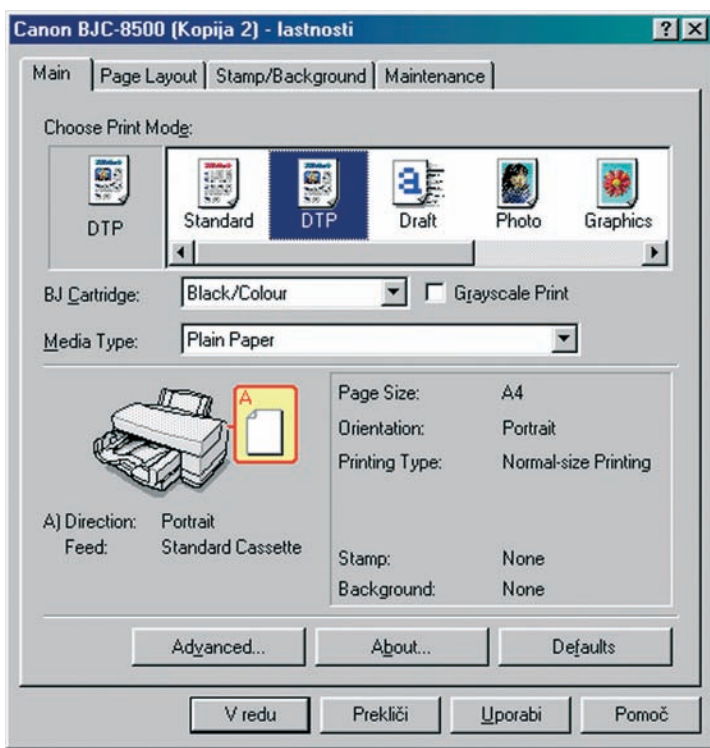 Canon BJC-8500 (Kopija 2) - lastnosti
Main Page Layout Stamp/Background Maintenance
Choose Print Mode:
DTP
Standard DTP Draft Photo Graphics
BJ Cartridge: Black/Colour Grayscale Print
Media Type: Plain Paper
A
Page Size: A4
Orientation: Portrait
Printing Type: Normal-size Printing
A) Direction: Portrait
Feed: Standard Cassette
Stamp: None
Background: None
Advanced... About... Defaults
V redu Prekliči Uporabi Pomoč